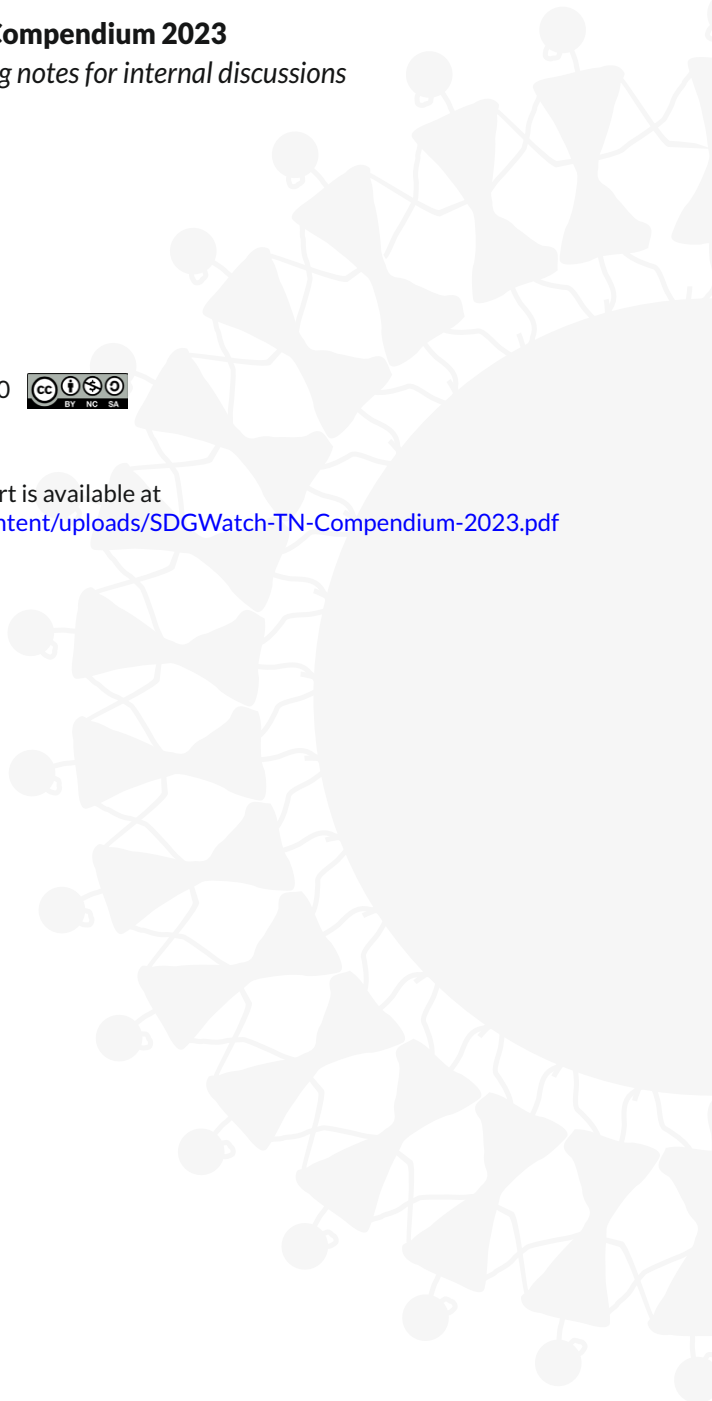 Compendium 2023
g notes for internal discussions
0
cc
BY NC SA
rt is available at
ntent/uploads/SDGWatch-TN-Compendium-2023.pdf